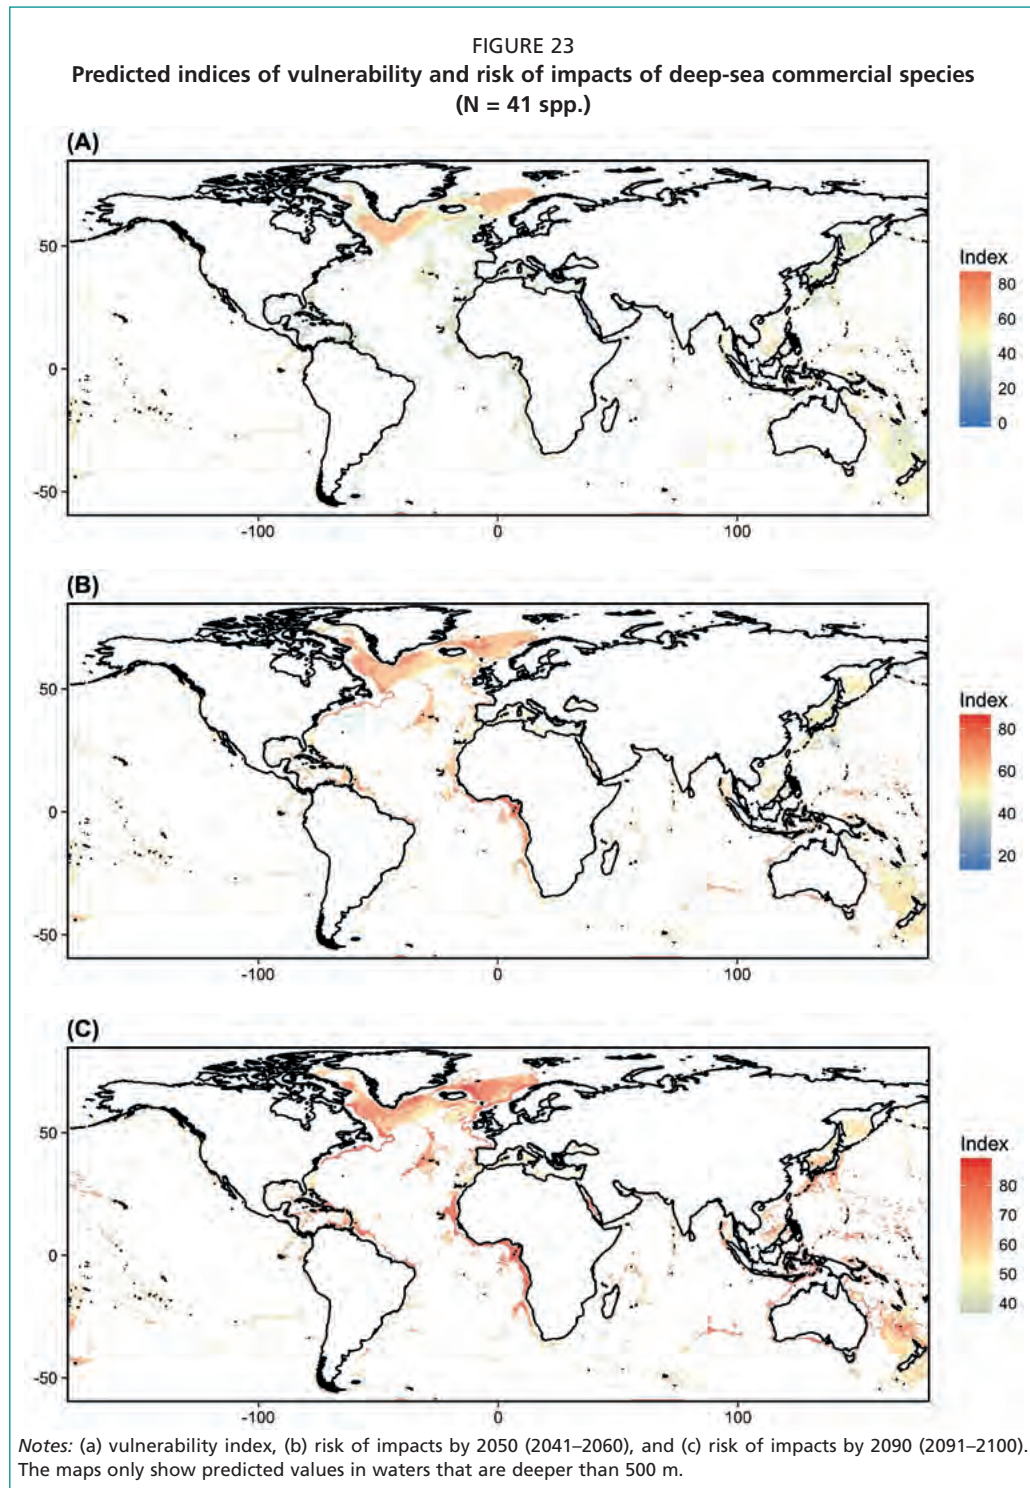 FIGURE 23
Predicted indices of vulnerability and risk of impacts of deep-sea commercial species
(N = 41 spp.)
(A)
50
0
-50
-100
0
100
Index
80
60
40
20
0
(B)
50
0
-50
-100
0
100
Index
80
60
40
20
(C)
50
0
-50
-100
0
100
Index
80
70
60
50
40
Notes: (a) vulnerability index, (b) risk of impacts by 2050 (2041–2060), and (c) risk of impacts by 2090 (2091–2100).
The maps only show predicted values in waters that are deeper than 500 m.